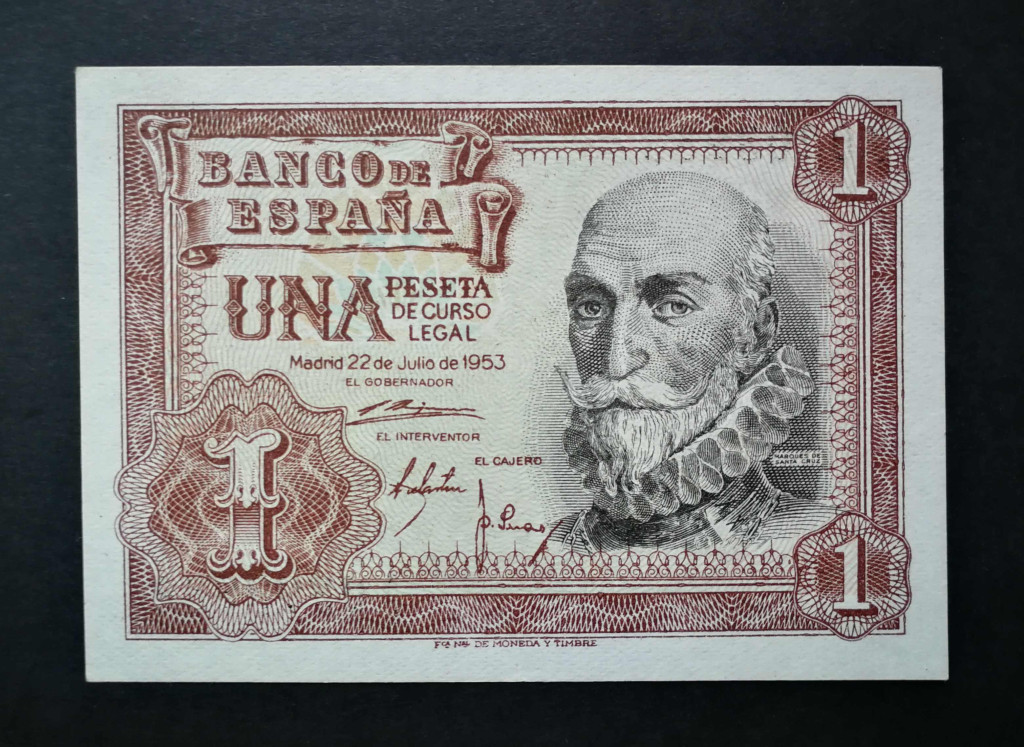 1
BANCO DE
ESPAÑA
UNA PESETA
DE CURSO
LEGAL
Madrid 22 de Julio de 1953
EL GOBERNADOR
EL INTERVENTOR
EL CAJERO
MARQUES DE
SANTA CRUZ
1
1
Fca. Nal. DE MONEDA Y TIMBRE